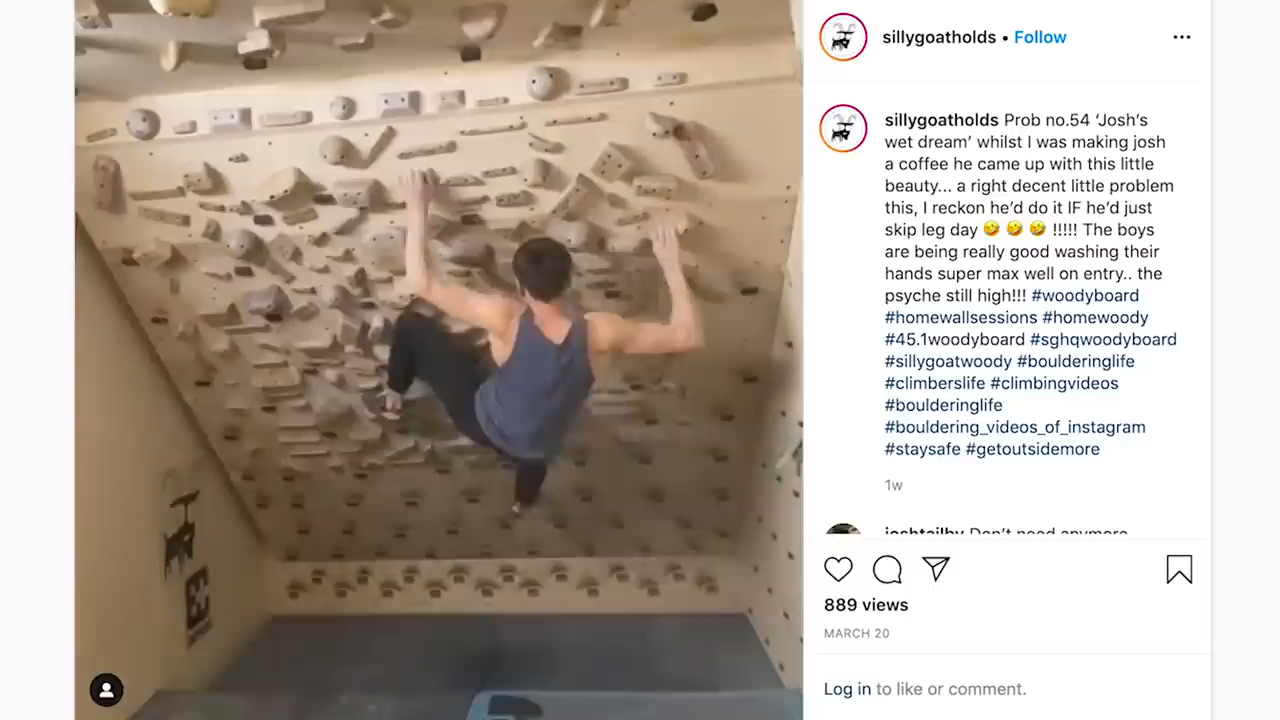 sillygoatholds • Follow
sillygoatholds Prob no.54 ‘Josh’s
wet dream’ whilst I was making josh
a coffee he came up with this little
beauty... a right decent little problem
this, I reckon he’d do it IF he’d just
skip leg day 🤣 🤣 🤣 !!!!! The boys
are being really good washing their
hands super max well on entry.. the
psyche still high!!! #woodyboard
#homewallsessions #homewoody
#45.1woodyboard #sghqwoodyboard
#sillygoatwoody #boulderinglife
#climberslife #climbingvideos
#boulderinglife
#bouldering_videos_of_instagram
#staysafe #getoutsidemore
1w
joshtailby Don’t need anymore
889 views
MARCH 20
Log in to like or comment.